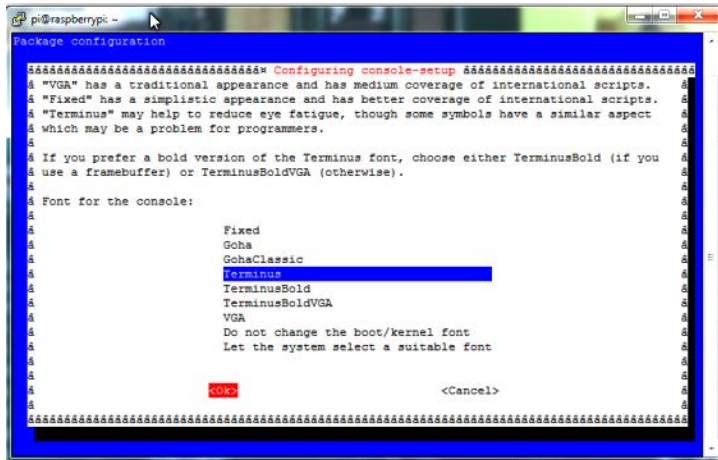 pi@raspberrypi: ~
Package configuration
Configuring console-setup
"VGA" has a traditional appearance and has medium coverage of international scripts.
"Fixed" has a simplistic appearance and has better coverage of international scripts.
"Terminus" may help to reduce eye fatigue, though some symbols have a similar aspect
which may be a problem for programmers.
If you prefer a bold version of the Terminus font, choose either TerminusBold (if you
use a framebuffer) or TerminusBoldVGA (otherwise).
Font for the console:
Fixed
Goha
GohaClassic
Terminus
TerminusBold
TerminusBoldVGA
VGA
Do not change the boot/kernel font
Let the system select a suitable font
<Ok> <Cancel>